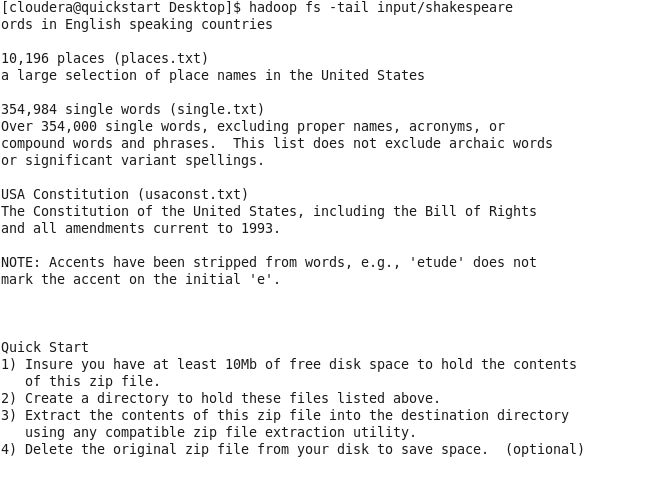 [cloudera@quickstart Desktop]$ hadoop fs -tail input/shakespeare
ords in English speaking countries
10,196 places (places.txt)
a large selection of place names in the United States
354,984 single words (single.txt)
Over 354,000 single words, excluding proper names, acronyms, or
compound words and phrases.  This list does not exclude archaic words
or significant variant spellings.
USA Constitution (usaconst.txt)
The Constitution of the United States, including the Bill of Rights
and all amendments current to 1993.
NOTE: Accents have been stripped from words, e.g., 'etude' does not
mark the accent on the initial 'e'.
Quick Start
1) Insure you have at least 10Mb of free disk space to hold the contents
   of this zip file.
2) Create a directory to hold these files listed above.
3) Extract the contents of this zip file into the destination directory
   using any compatible zip file extraction utility.
4) Delete the original zip file from your disk to save space.  (optional)